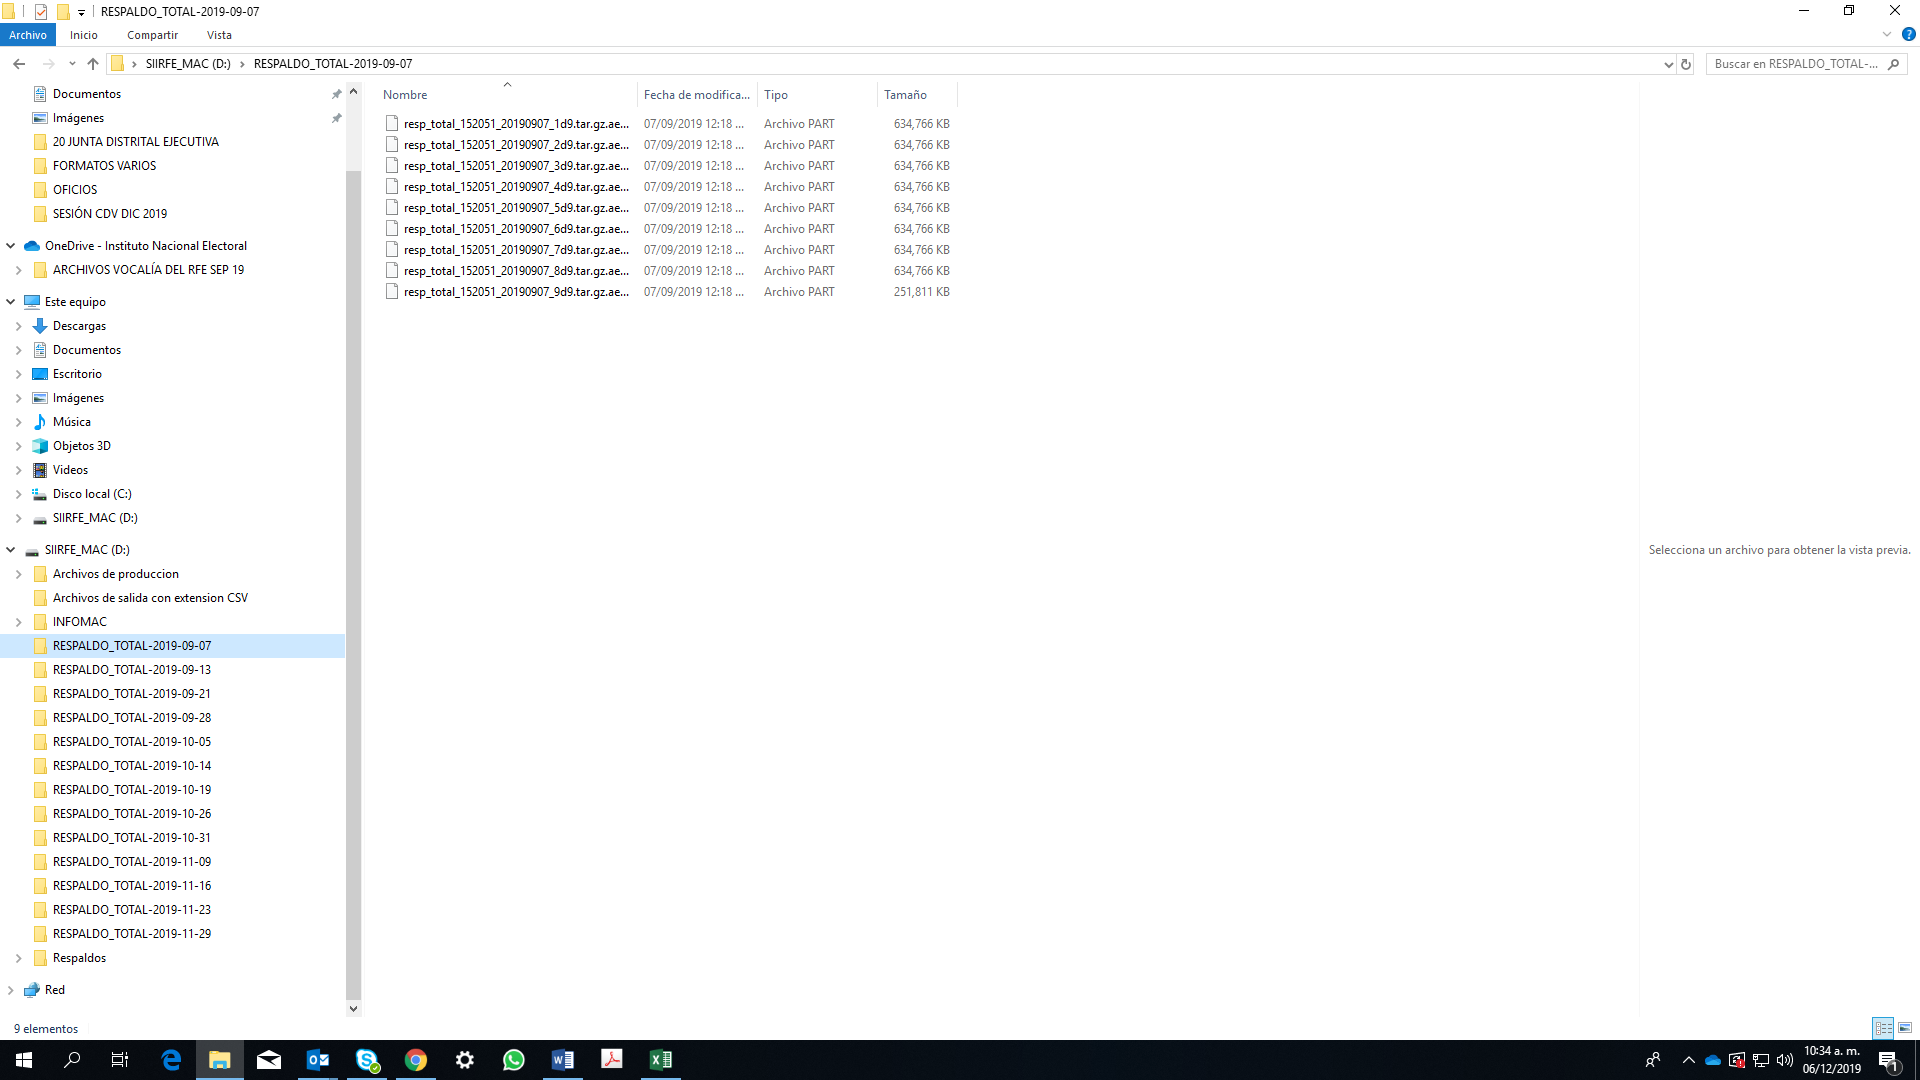 RESPALDO_TOTAL-2019-09-07
Archivo Inicio Compartir Vista
SIIRFE_MAC (D:) RESPALDO_TOTAL-2019-09-07
Buscar en RESPALDO_TOTAL-...
Documentos
Imágenes
20 JUNTA DISTRITAL EJECUTIVA
FORMATOS VARIOS
OFICIOS
SESIÓN CDV DIC 2019
OneDrive - Instituto Nacional Electoral
ARCHIVOS VOCALÍA DEL RFE SEP 19
Este equipo
Descargas
Documentos
Escritorio
Imágenes
Música
Objetos 3D
Videos
Disco local (C:)
SIIRFE_MAC (D:)
SIIRFE_MAC (D:)
Archivos de produccion
Archivos de salida con extension CSV
INFOMAC
RESPALDO_TOTAL-2019-09-07
RESPALDO_TOTAL-2019-09-13
RESPALDO_TOTAL-2019-09-21
RESPALDO_TOTAL-2019-09-28
RESPALDO_TOTAL-2019-10-05
RESPALDO_TOTAL-2019-10-14
RESPALDO_TOTAL-2019-10-19
RESPALDO_TOTAL-2019-10-26
RESPALDO_TOTAL-2019-10-31
RESPALDO_TOTAL-2019-11-09
RESPALDO_TOTAL-2019-11-16
RESPALDO_TOTAL-2019-11-23
RESPALDO_TOTAL-2019-11-29
Respaldos
Red
Nombre Fecha de modifica... Tipo Tamaño
resp_total_152051_20190907_1d9.tar.gz.ae... 07/09/2019 12:18 ... Archivo PART 634,766 KB
resp_total_152051_20190907_2d9.tar.gz.ae... 07/09/2019 12:18 ... Archivo PART 634,766 KB
resp_total_152051_20190907_3d9.tar.gz.ae... 07/09/2019 12:18 ... Archivo PART 634,766 KB
resp_total_152051_20190907_4d9.tar.gz.ae... 07/09/2019 12:18 ... Archivo PART 634,766 KB
resp_total_152051_20190907_5d9.tar.gz.ae... 07/09/2019 12:18 ... Archivo PART 634,766 KB
resp_total_152051_20190907_6d9.tar.gz.ae... 07/09/2019 12:18 ... Archivo PART 634,766 KB
resp_total_152051_20190907_7d9.tar.gz.ae... 07/09/2019 12:18 ... Archivo PART 634,766 KB
resp_total_152051_20190907_8d9.tar.gz.ae... 07/09/2019 12:18 ... Archivo PART 634,766 KB
resp_total_152051_20190907_9d9.tar.gz.ae... 07/09/2019 12:18 ... Archivo PART 251,811 KB
Selecciona un archivo para obtener la vista previa.
9 elementos
10:34 a. m.
06/12/2019
1